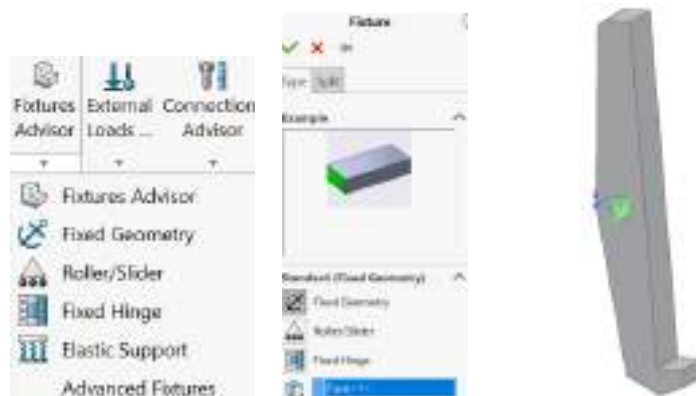 Fixtures Advisor
External Loads ...
Connection Advisor
Fixtures Advisor
Fixed Geometry
Roller/Slider
Fixed Hinge
Elastic Support
Advanced Fixtures
Fixture
Type Split
Example
Standard (Fixed Geometry)
Fixed Geometry
Roller/Slider
Fixed Hinge